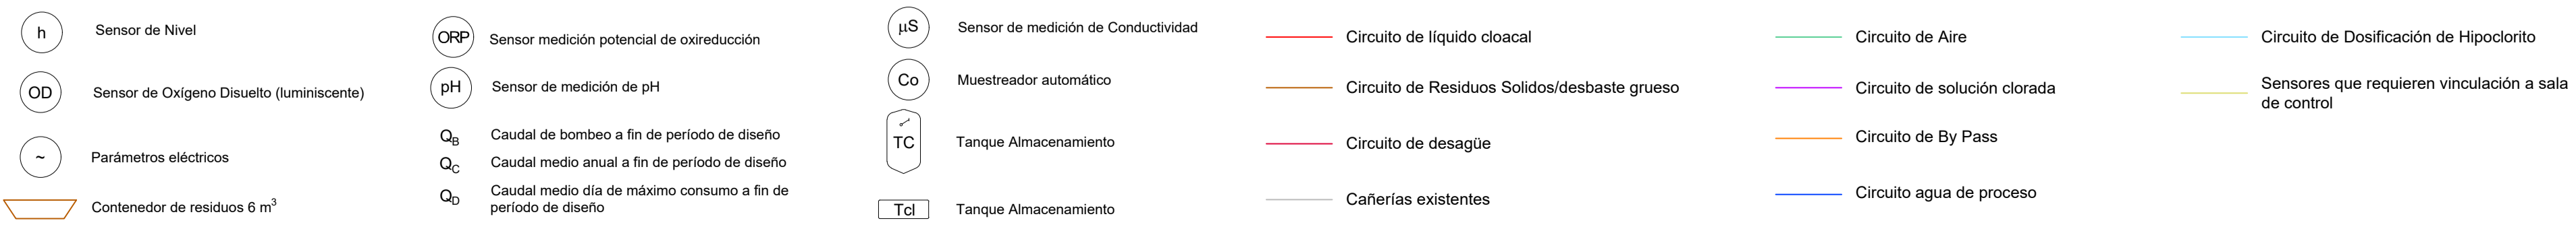 h Sensor de Nivel
OD Sensor de Oxígeno Disuelto (luminiscente)
~ Parámetros eléctricos
Contenedor de residuos 6 m³
ORP Sensor medición potencial de oxireducción
pH Sensor de medición de pH
QB Caudal de bombeo a fin de período de diseño
QC Caudal medio anual a fin de período de diseño
QD Caudal medio día de máximo consumo a fin de
período de diseño
µS Sensor de medición de Conductividad
Co Muestreador automático
TC Tanque Almacenamiento
Tcl Tanque Almacenamiento
Circuito de líquido cloacal
Circuito de Residuos Solidos/desbaste grueso
Circuito de desagüe
Cañerías existentes
Circuito de Aire
Circuito de solución clorada
Circuito de By Pass
Circuito agua de proceso
Circuito de Dosificación de Hipoclorito
Sensores que requieren vinculación a sala
de control